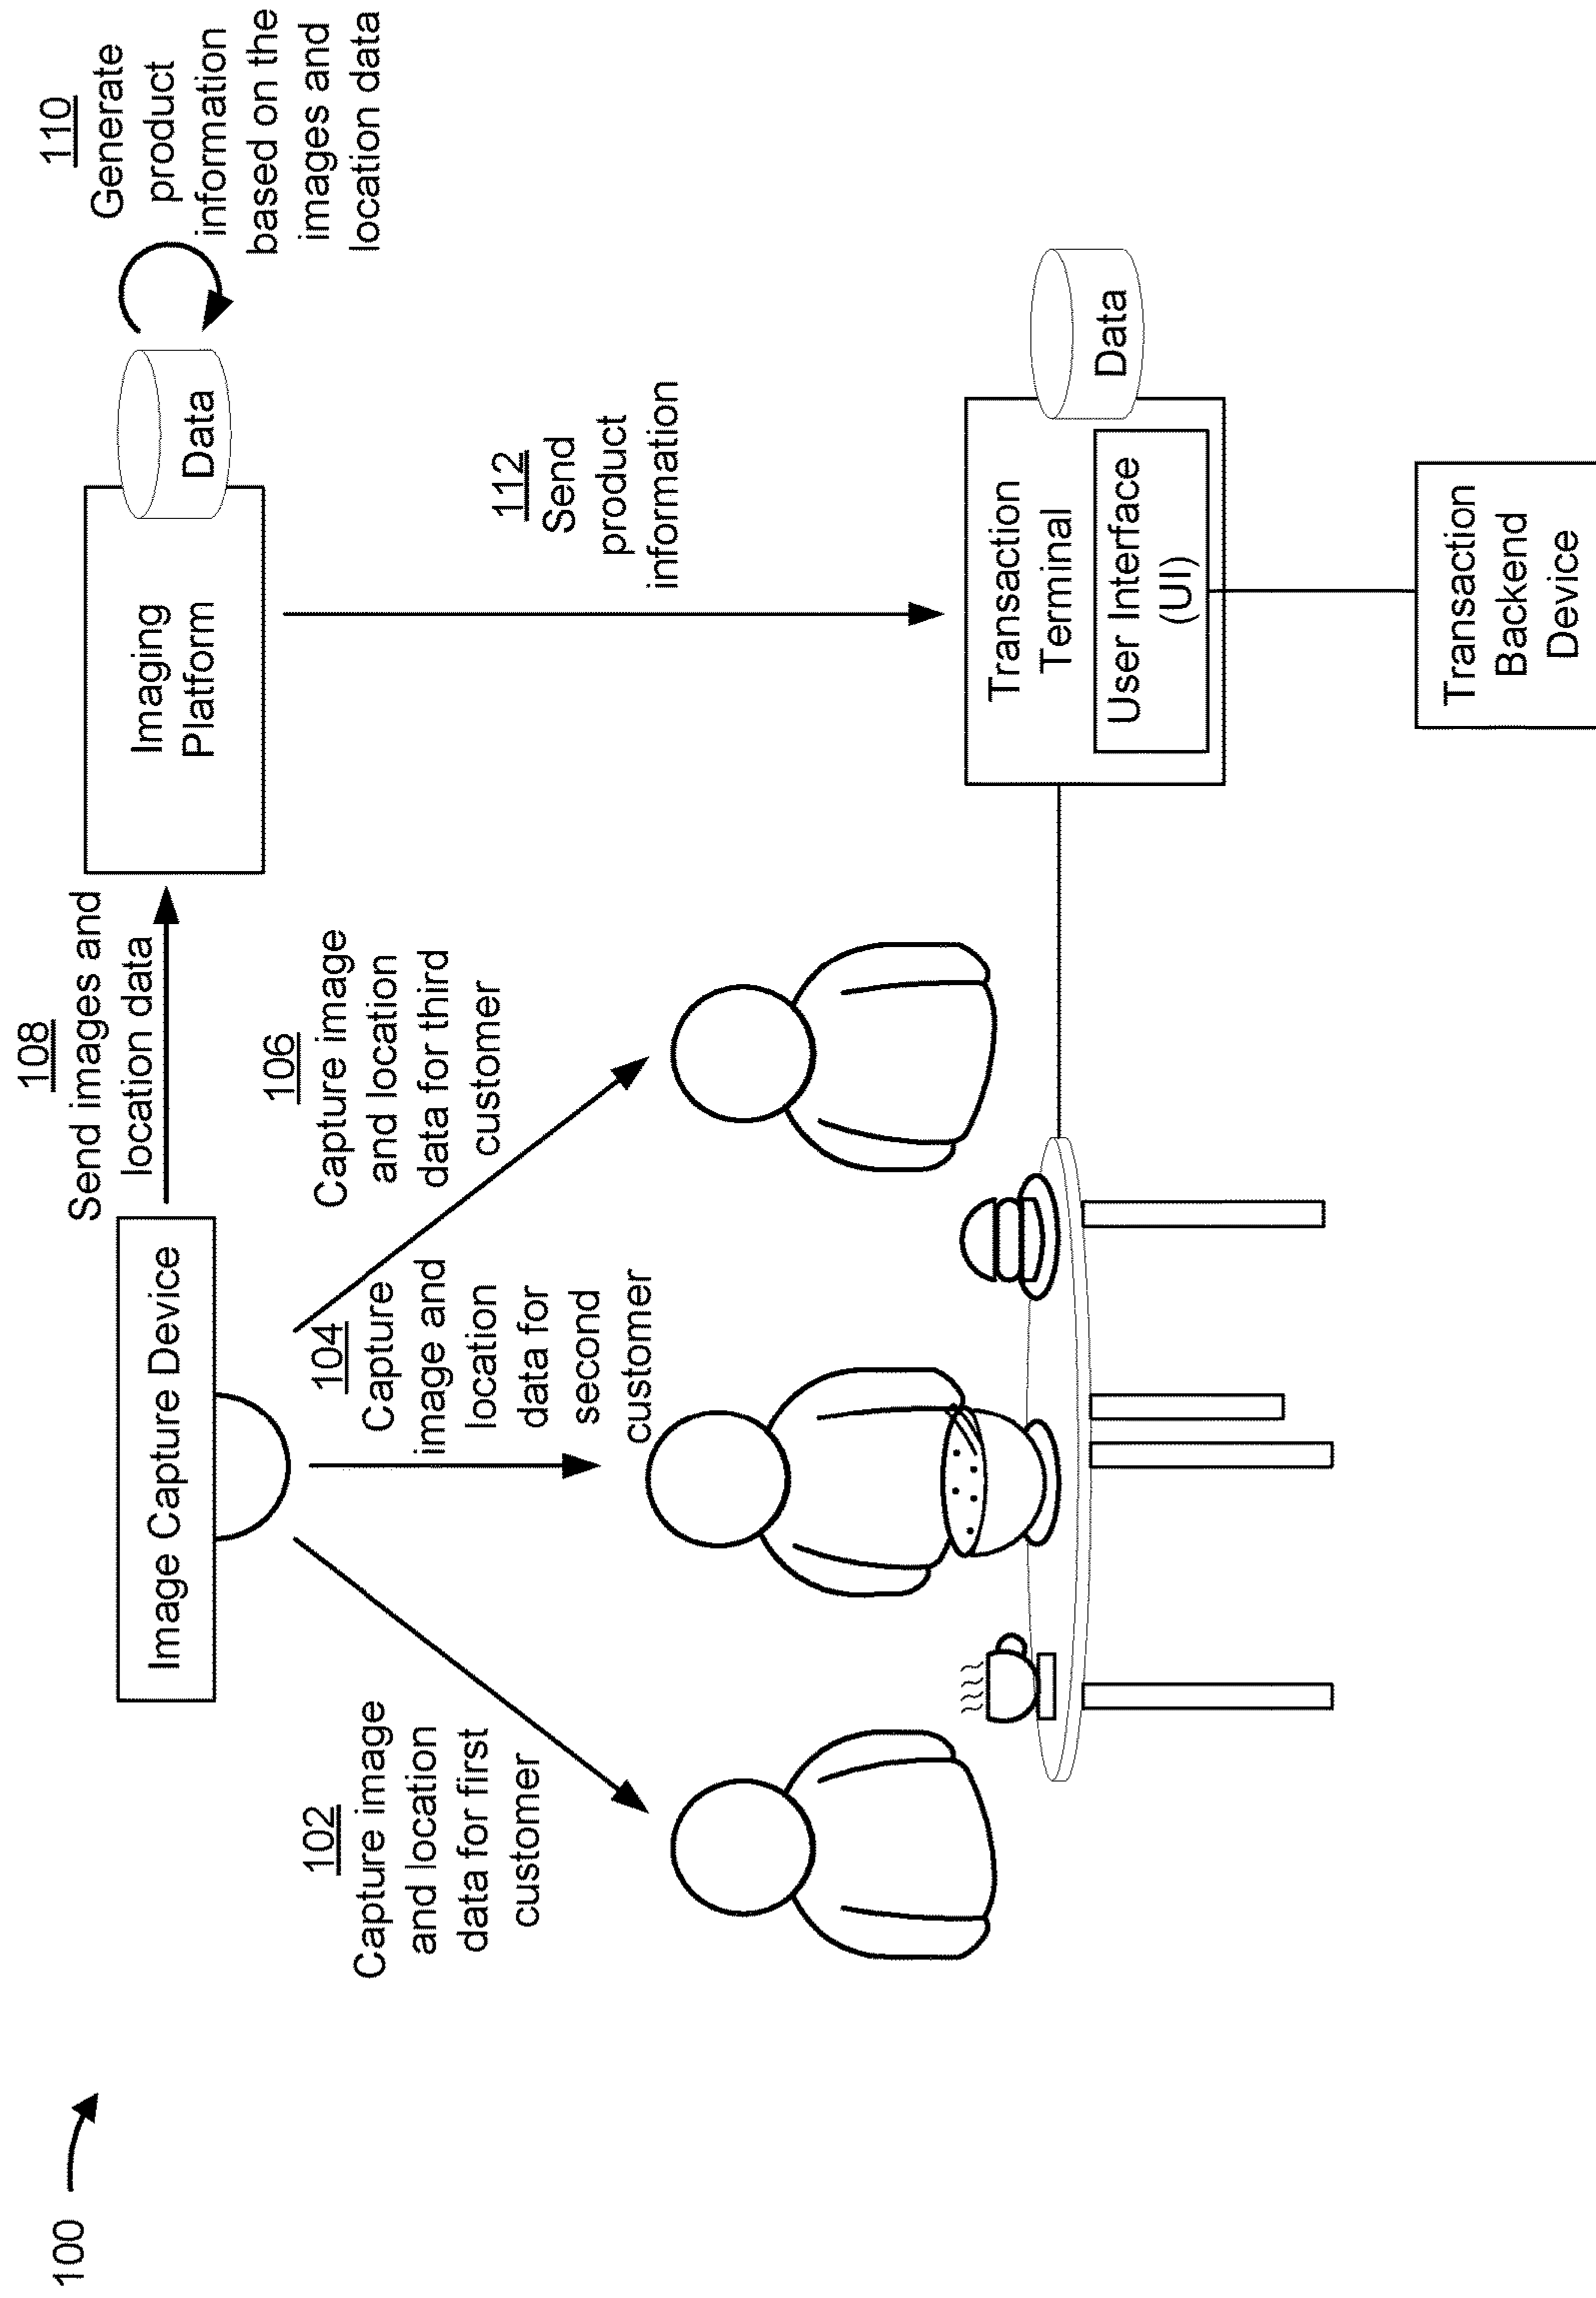 100
Image Capture Device
108
Send images and
location data
Imaging
Platform
Data
110
Generate
product
information
based on the
images and
location data
102
Capture image
and location
data for first
customer
104
Capture
image and
location
data for
second
customer
106
Capture image
and location
data for third
customer
112
Send
product
information
Transaction
Terminal
User Interface
(UI)
Data
Transaction
Backend
Device